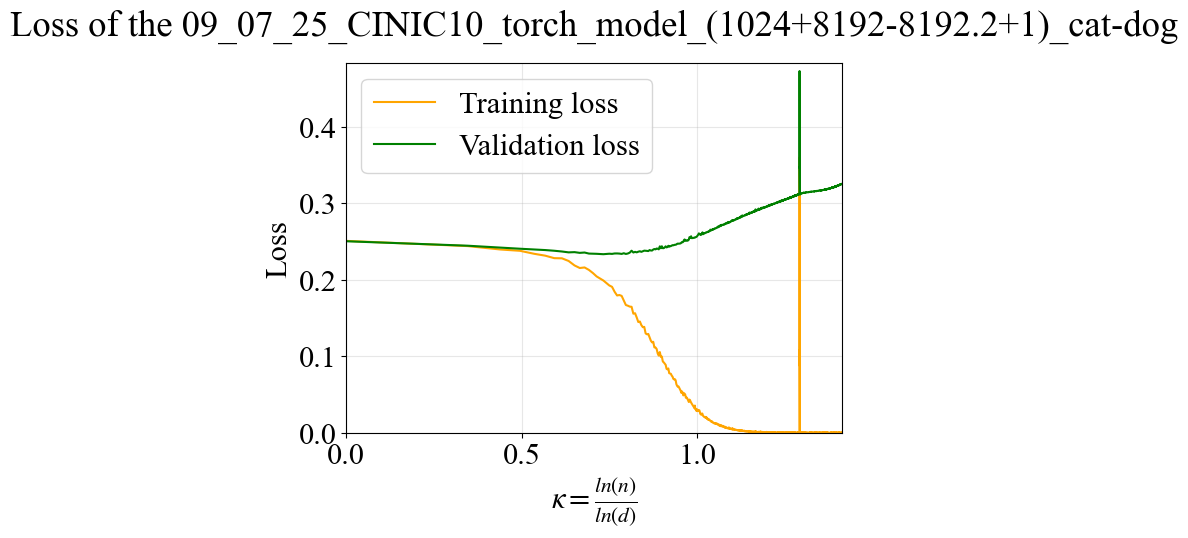 Loss of the 09_07_25_CINIC10_torch_model_(1024+8192-8192.2+1)_cat-dog
Training loss
Validation loss
0.4
0.3
0.2
0.1
0.0
Loss
0.0 0.5 1.0
κ = ln(n) / ln(d)